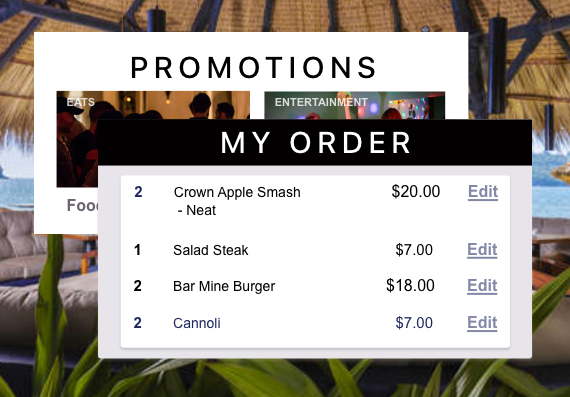 PROMOTIONS
EATS
ENTERTAINMENT
MY ORDER
2 Crown Apple Smash $20.00 Edit
- Neat
Food
1 Salad Steak $7.00 Edit
2 Bar Mine Burger $18.00 Edit
2 Cannoli $7.00 Edit